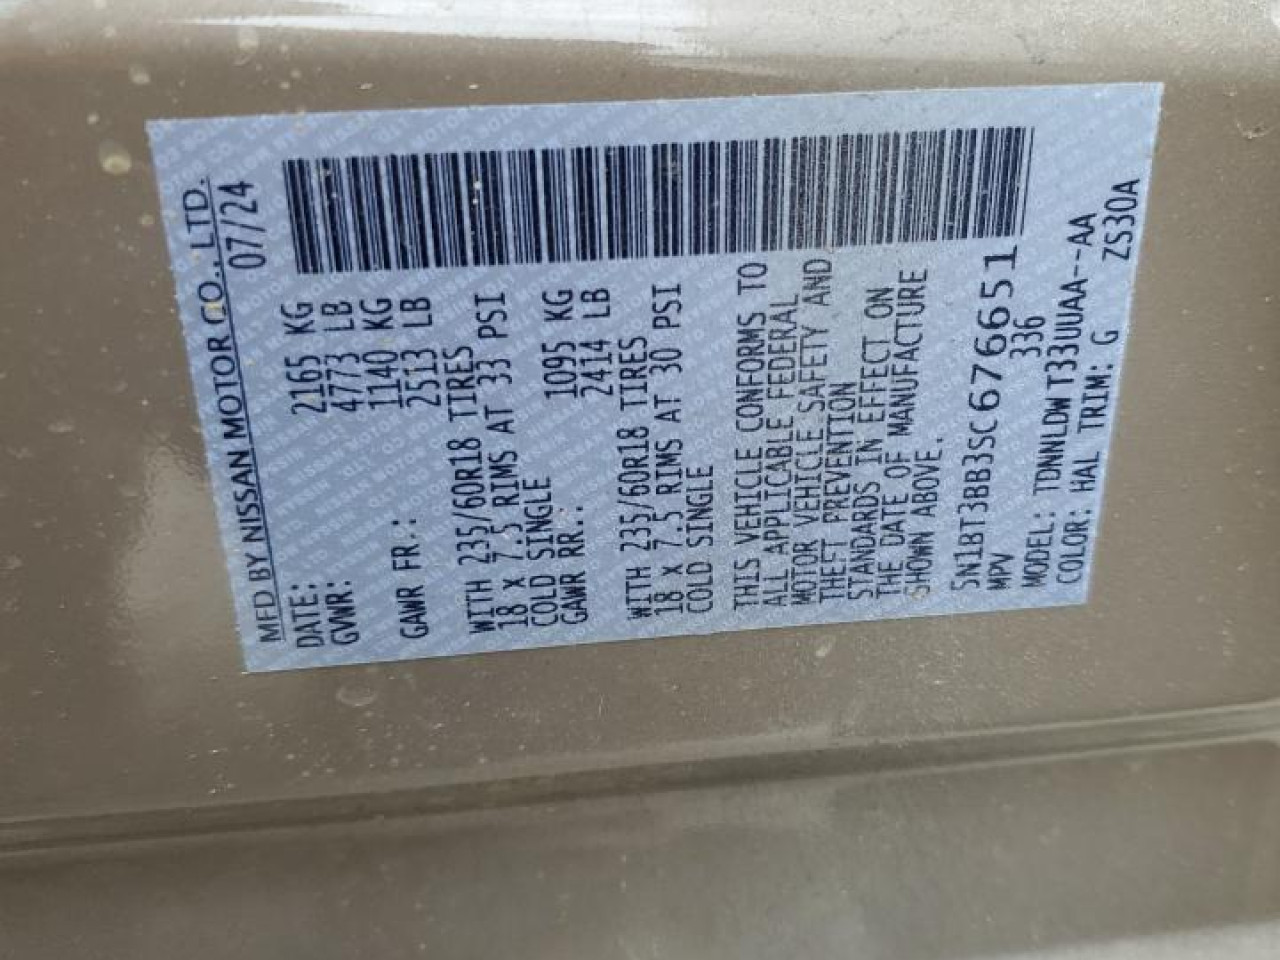 MFD BY NISSAN MOTOR CO., LTD.
DATE: 07/24
GVWR: 2165 KG
4773 LB
GAWR FR.: 1140 KG
2513 LB
WITH 235/60R18 TIRES
18 x 7.5 RIMS AT 33 PSI
COLD SINGLE
GAWR RR.: 1095 KG
2414 LB
WITH 235/60R18 TIRES
18 x 7.5 RIMS AT 30 PSI
COLD SINGLE
THIS VEHICLE CONFORMS TO
ALL APPLICABLE FEDERAL
MOTOR VEHICLE SAFETY AND
THEFT PREVENTION
STANDARDS IN EFFECT ON
THE DATE OF MANUFACTURE
SHOWN ABOVE.
5N1BT3BB3SC676651
MPV 336
MODEL: TDNNLDW T33UUAA--AA
COLOR: HAL TRIM: G ZS30A